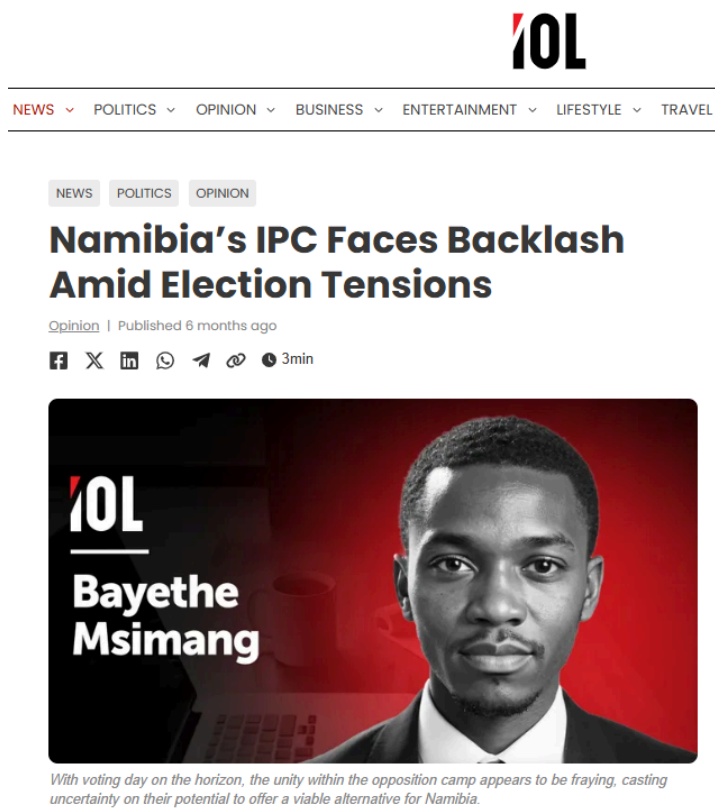 IOL
NEWS POLITICS OPINION BUSINESS ENTERTAINMENT LIFESTYLE TRAVEL
NEWS POLITICS OPINION
Namibia’s IPC Faces Backlash
Amid Election Tensions
Opinion | Published 6 months ago
3min
IOL
Bayethe
Msimang
With voting day on the horizon, the unity within the opposition camp appears to be fraying, casting
uncertainty on their potential to offer a viable alternative for Namibia.